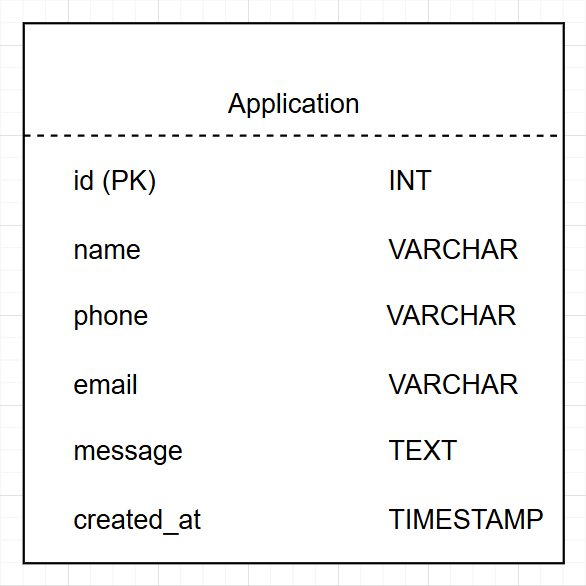 Application
id (PK) INT
name VARCHAR
phone VARCHAR
email VARCHAR
message TEXT
created_at TIMESTAMP